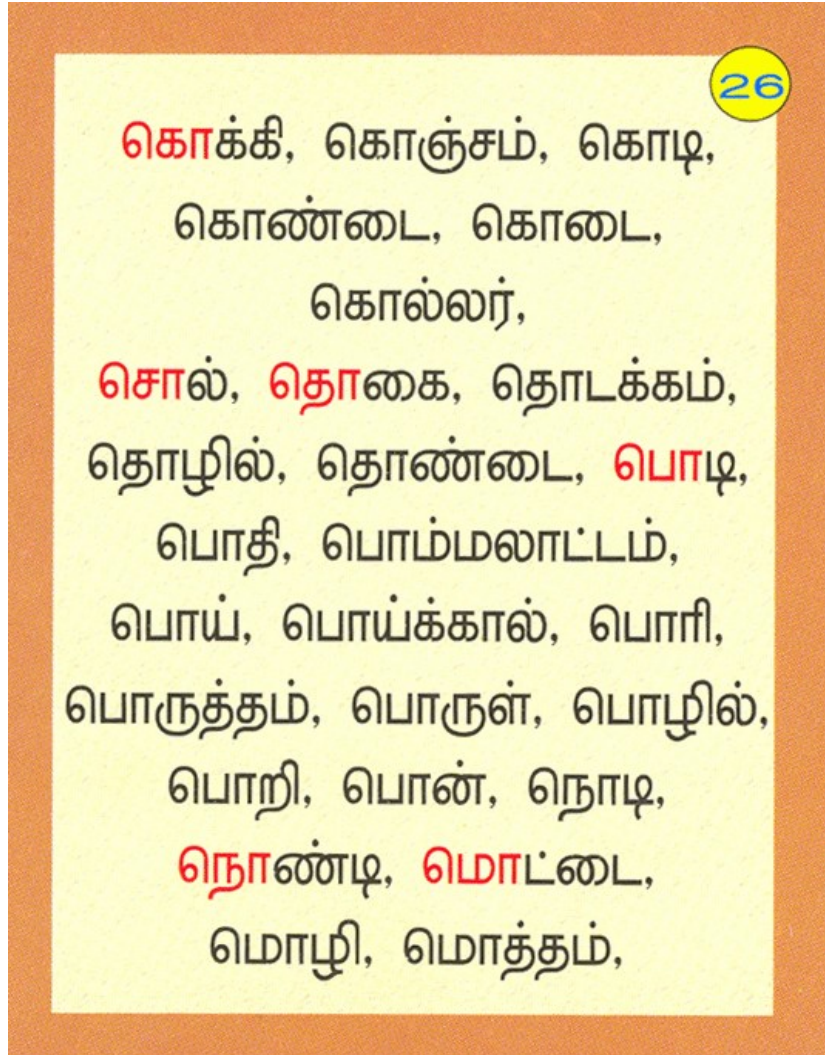 26
கொக்கி, கொஞ்சம், கொடி,
கொண்டை, கொடை,
கொல்லர்,
சொல், தொகை, தொடக்கம்,
தொழில், தொண்டை, பொடி,
பொதி, பொம்மலாட்டம்,
பொய், பொய்க்கால், பொரி,
பொருத்தம், பொருள், பொழில்,
பொறி, பொன், நொடி,
நொண்டி, மொட்டை,
மொழி, மொத்தம்,